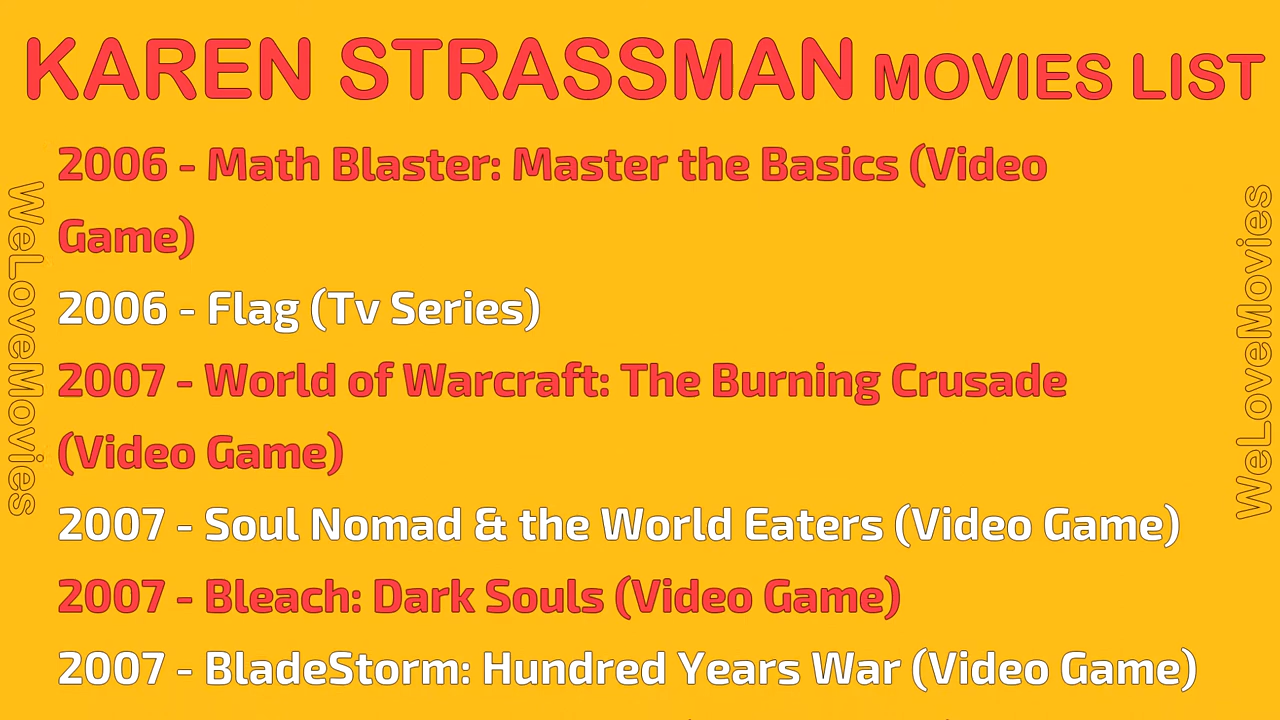 KAREN STRASSMAN MOVIES LIST
2006 - Math Blaster: Master the Basics (Video
Game)
2006 - Flag (Tv Series)
2007 - World of Warcraft: The Burning Crusade
(Video Game)
2007 - Soul Nomad & the World Eaters (Video Game)
2007 - Bleach: Dark Souls (Video Game)
2007 - BladeStorm: Hundred Years War (Video Game)
WeLoveMovies
WeLoveMovies